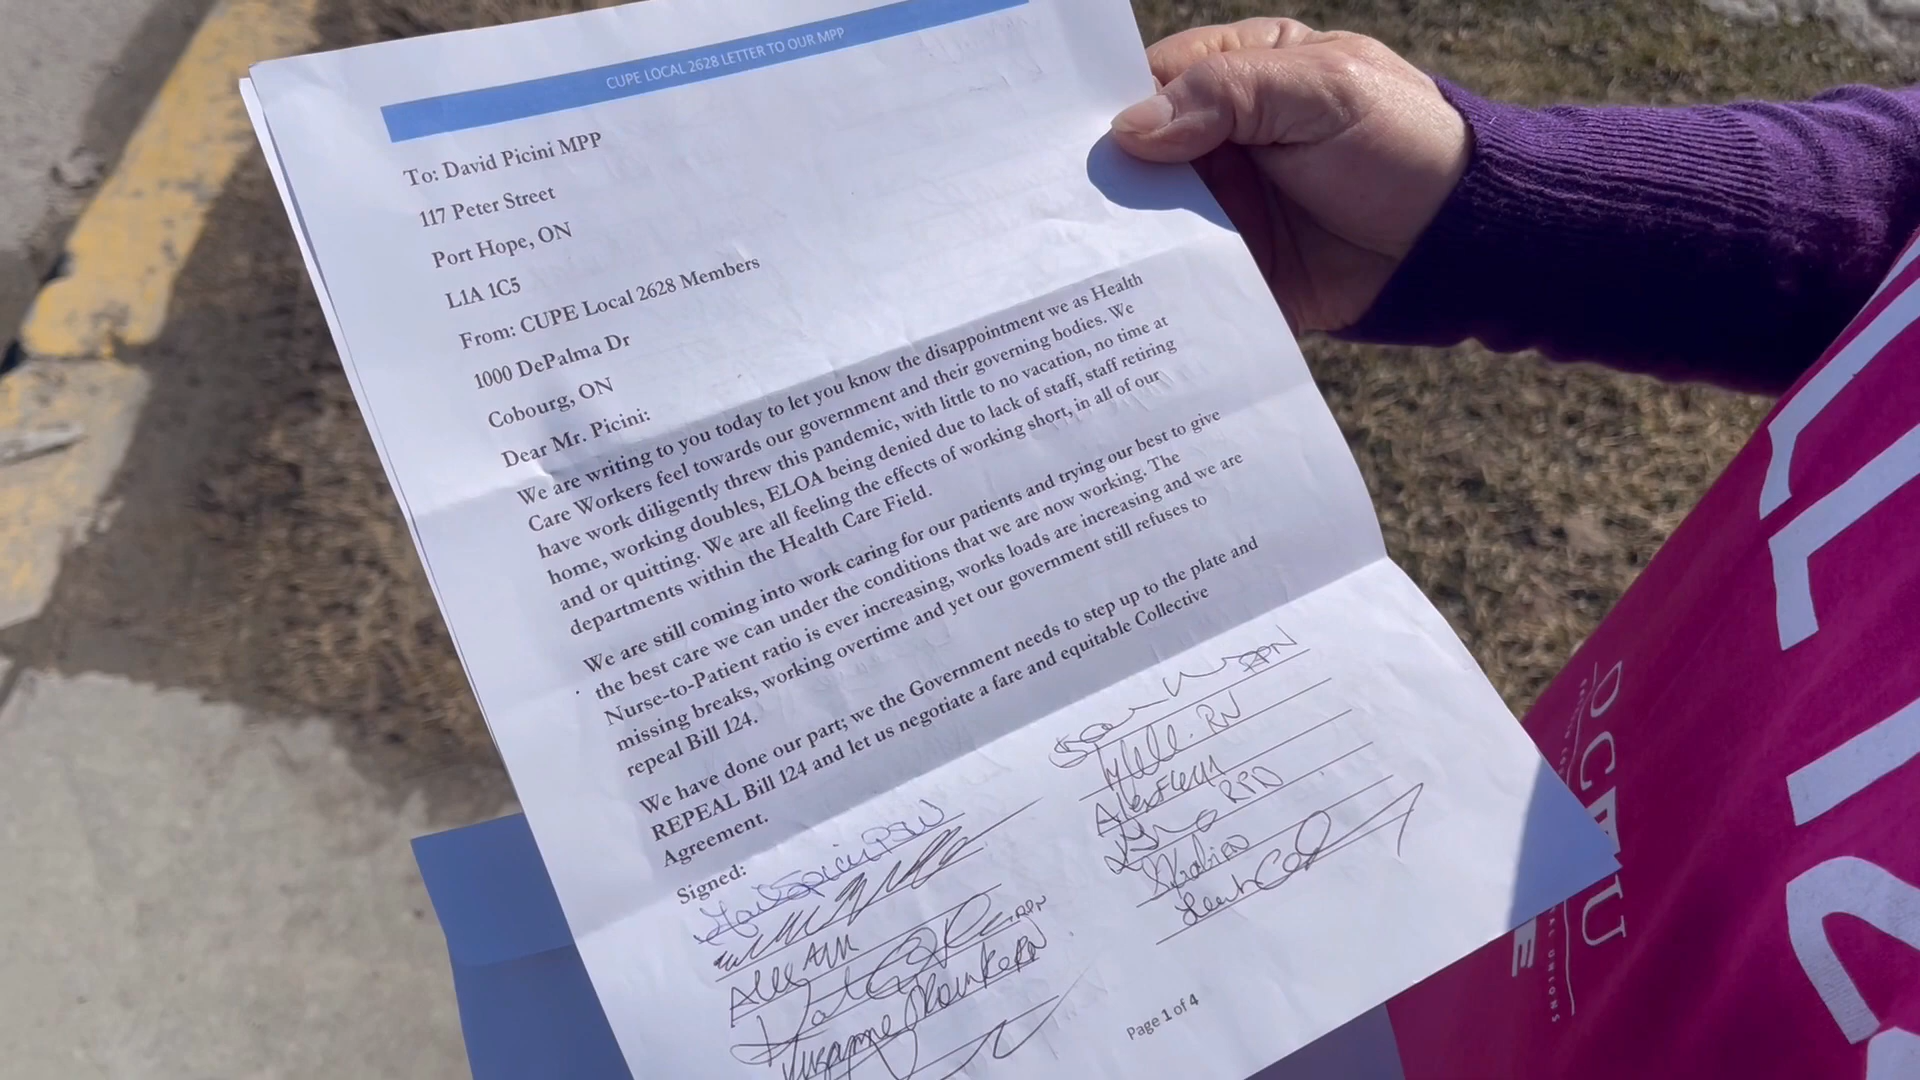 CUPE LOCAL 2628 LETTER TO OUR MPP
To: David Picini MPP
117 Peter Street
Port Hope, ON
L1A 1C5
From: CUPE Local 2628 Members
1000 DePalma Dr
Cobourg, ON
Dear Mr. Picini:
We are writing to you today to let you know the disappointment we as Health
Care Workers feel towards our government and their governing bodies. We
have work diligently threw this pandemic, with little to no vacation, no time at
home, working doubles, ELOA being denied due to lack of staff, staff retiring
and or quitting. We are all feeling the effects of working short, in all of our
departments within the Health Care Field.
We are still coming into work caring for our patients and trying our best to give
the best care we can under the conditions that we are now working. The
Nurse-to-Patient ratio is ever increasing, works loads are increasing and we are
missing breaks, working overtime and yet our government still refuses to
repeal Bill 124.
We have done our part; we the Government needs to step up to the plate and
REPEAL Bill 124 and let us negotiate a fare and equitable Collective
Agreement.
Signed:
PSW
RPN
RN
RPN
RPN
Suzanne
RPN
Page 1 of 4
OCBTU